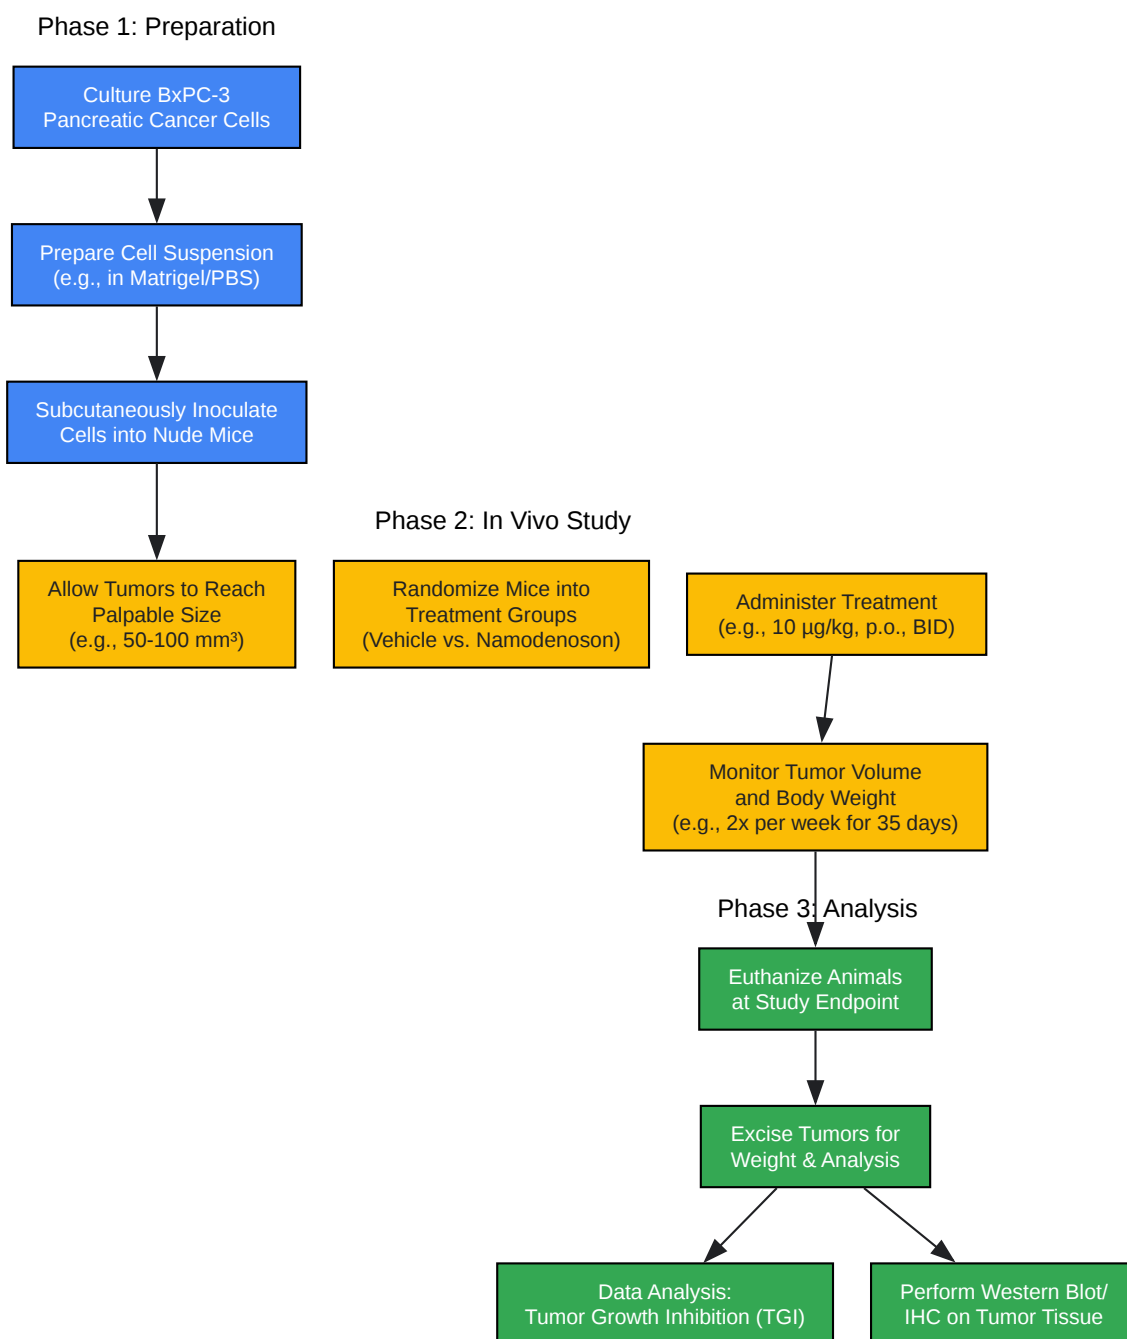 Phase 1: Preparation
Culture BxPC-3
Pancreatic Cancer Cells
Prepare Cell Suspension
(e.g., in Matrigel/PBS)
Subcutaneously Inoculate
Cells into Nude Mice
Phase 2: In Vivo Study
Allow Tumors to Reach
Palpable Size
(e.g., 50-100 mm³)
Randomize Mice into
Treatment Groups
(Vehicle vs. Namodenoson)
Administer Treatment
(e.g., 10 µg/kg, p.o., BID)
Monitor Tumor Volume
and Body Weight
(e.g., 2x per week for 35 days)
Phase 3: Analysis
Euthanize Animals
at Study Endpoint
Excise Tumors for
Weight & Analysis
Data Analysis:
Tumor Growth Inhibition (TGI)
Perform Western Blot/
IHC on Tumor Tissue